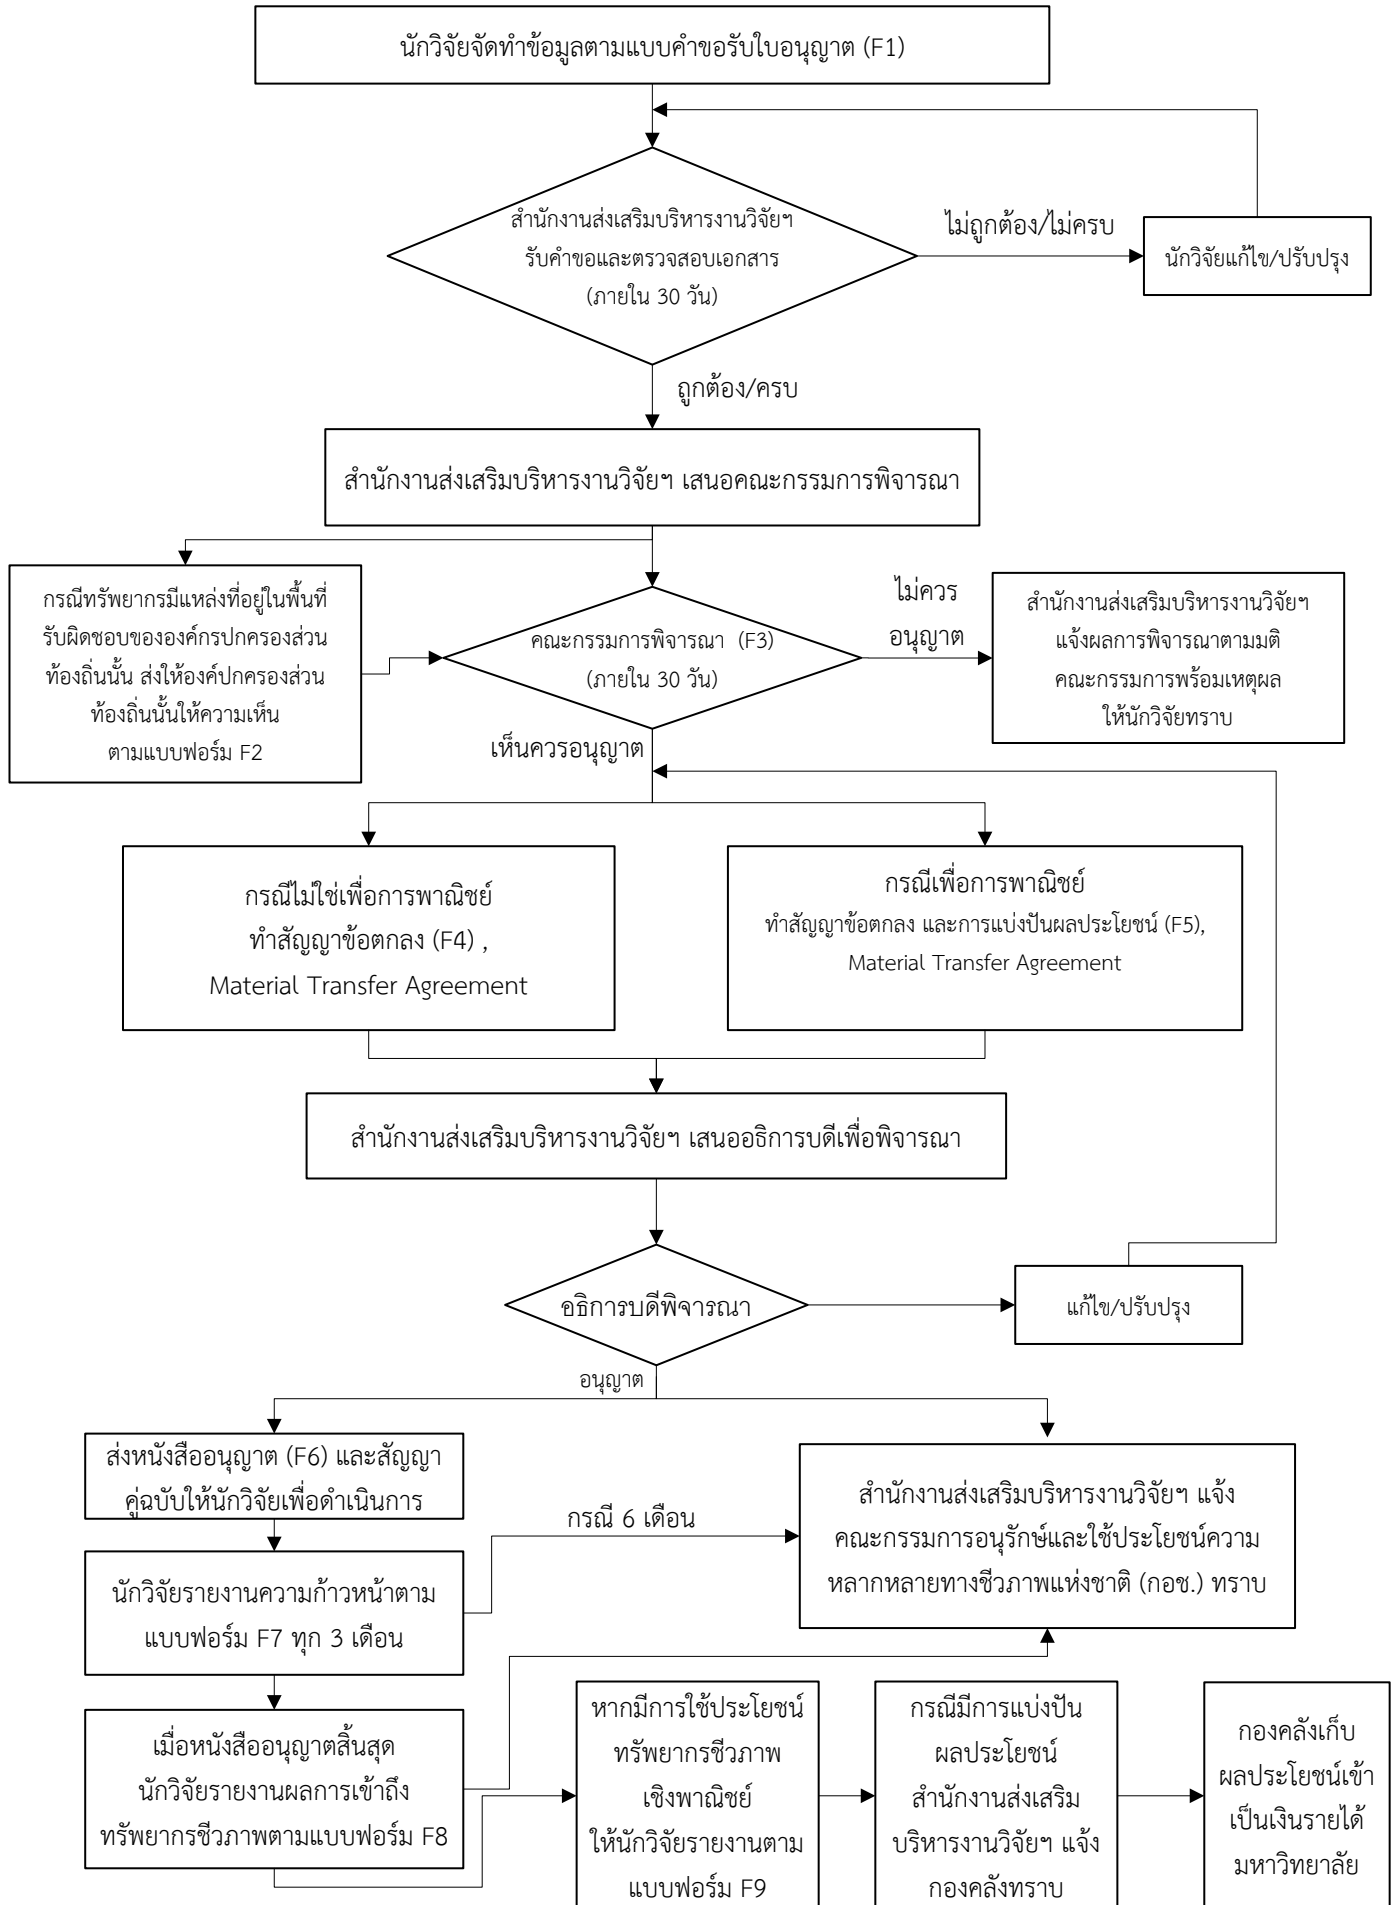 นักวิจัยจัดทำข้อมูลตามแบบคำขอรับใบอนุญาต (F1)
สำนักงานส่งเสริมบริหารงานวิจัยฯ
รับคำขอและตรวจสอบเอกสาร
(ภายใน 30 วัน)
ไม่ถูกต้อง/ไม่ครบ
นักวิจัยแก้ไข/ปรับปรุง
ถูกต้อง/ครบ
สำนักงานส่งเสริมบริหารงานวิจัยฯ เสนอคณะกรรมการพิจารณา
กรณีทรัพยากรมีแหล่งที่อยู่ในพื้นที่
รับผิดชอบขององค์กรปกครองส่วน
ท้องถิ่นนั้น ส่งให้องค์ปกครองส่วน
ท้องถิ่นนั้นให้ความเห็น
ตามแบบฟอร์ม F2
คณะกรรมการพิจารณา (F3)
(ภายใน 30 วัน)
ไม่ควร
อนุญาต
สำนักงานส่งเสริมบริหารงานวิจัยฯ
แจ้งผลการพิจารณาตามมติ
คณะกรรมการพร้อมเหตุผล
ให้นักวิจัยทราบ
เห็นควรอนุญาต
กรณีไม่ใช่เพื่อการพาณิชย์
ทำสัญญาข้อตกลง (F4) ,
Material Transfer Agreement
กรณีเพื่อการพาณิชย์
ทำสัญญาข้อตกลง และการแบ่งปันผลประโยชน์ (F5),
Material Transfer Agreement
สำนักงานส่งเสริมบริหารงานวิจัยฯ เสนออธิการบดีเพื่อพิจารณา
อธิการบดีพิจารณา
แก้ไข/ปรับปรุง
อนุญาต
ส่งหนังสืออนุญาต (F6) และสัญญา
คู่ฉบับให้นักวิจัยเพื่อดำเนินการ
กรณี 6 เดือน
สำนักงานส่งเสริมบริหารงานวิจัยฯ แจ้ง
คณะกรรมการอนุรักษ์และใช้ประโยชน์ความ
หลากหลายทางชีวภาพแห่งชาติ (กอช.) ทราบ
นักวิจัยรายงานความก้าวหน้าตาม
แบบฟอร์ม F7 ทุก 3 เดือน
เมื่อหนังสืออนุญาตสิ้นสุด
นักวิจัยรายงานผลการเข้าถึง
ทรัพยากรชีวภาพตามแบบฟอร์ม F8
หากมีการใช้ประโยชน์
ทรัพยากรชีวภาพ
เชิงพาณิชย์
ให้นักวิจัยรายงานตาม
แบบฟอร์ม F9
กรณีมีการแบ่งปัน
ผลประโยชน์
สำนักงานส่งเสริม
บริหารงานวิจัยฯ แจ้ง
กองคลังทราบ
กองคลังเก็บ
ผลประโยชน์เข้า
เป็นเงินรายได้
มหาวิทยาลัย